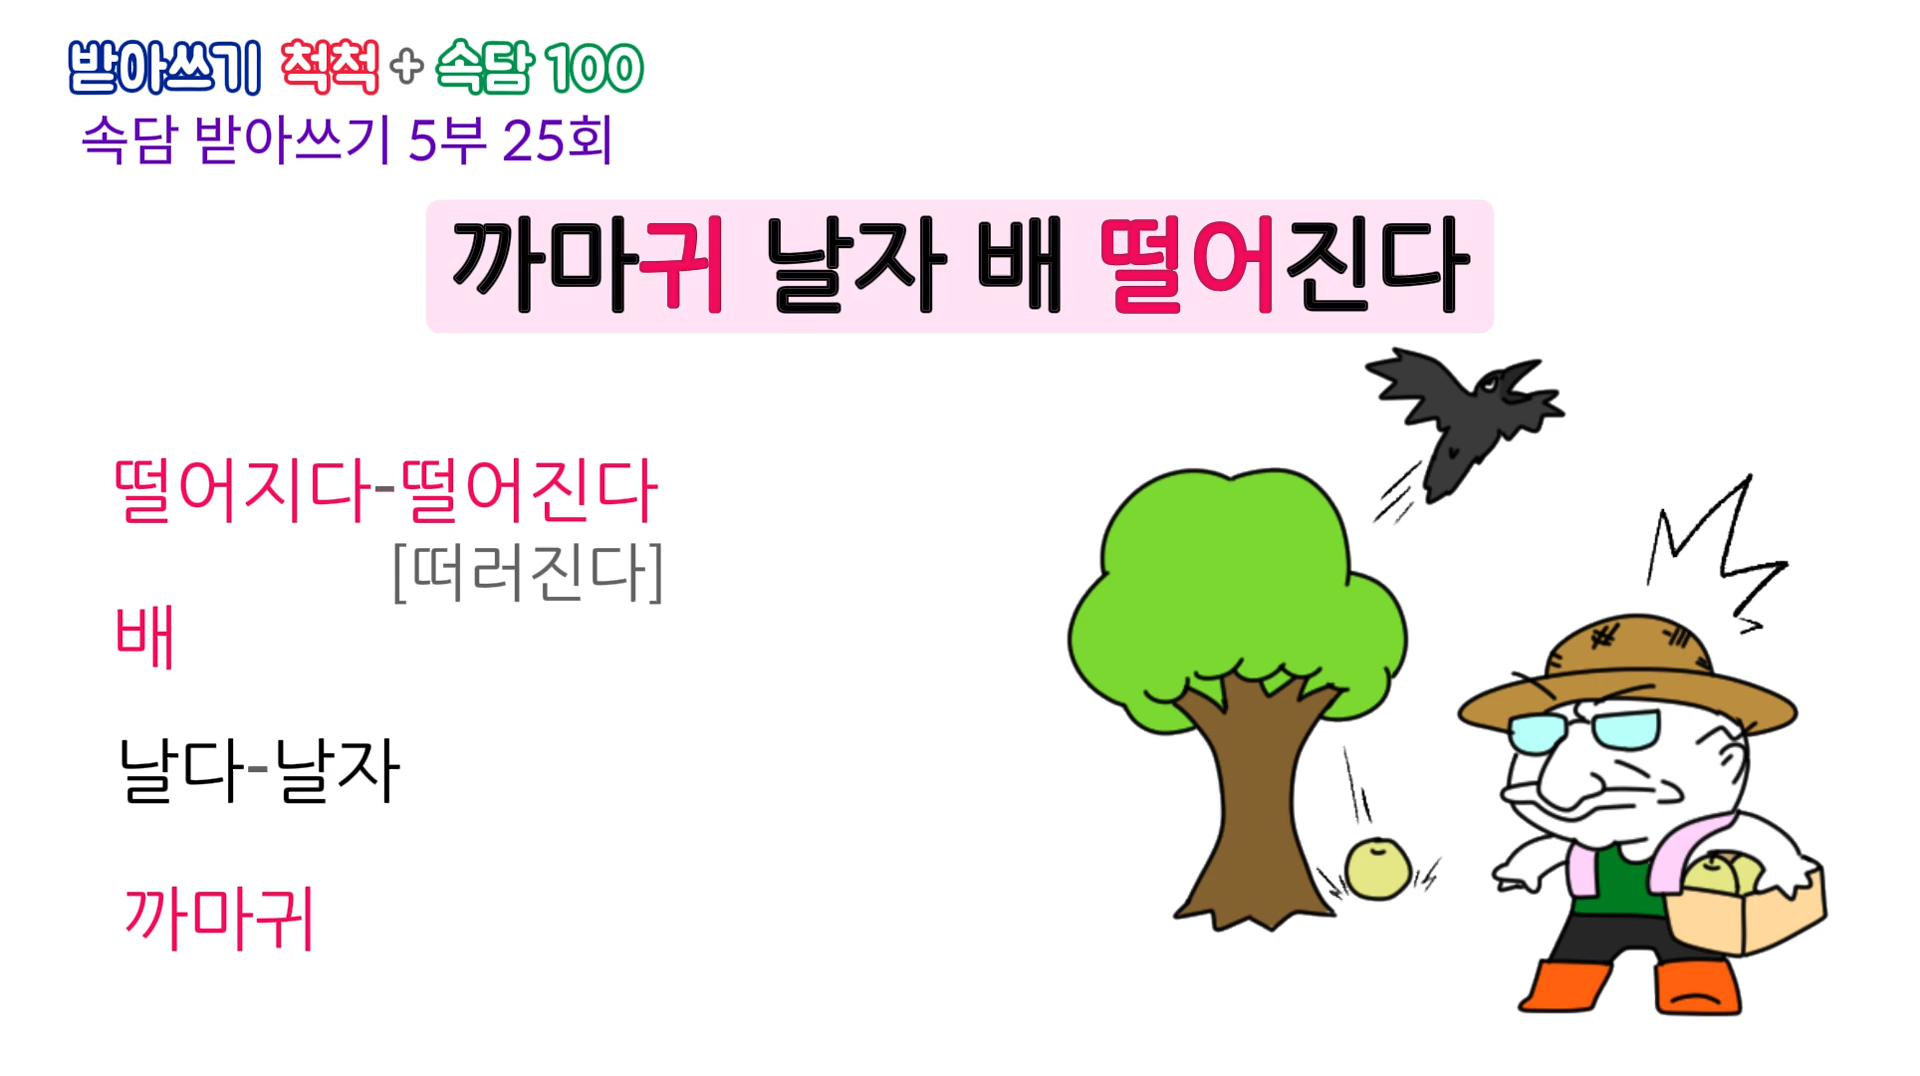 받아쓰기 척척 + 속담 100
속담 받아쓰기 5부 25회
까마귀 날자 배 떨어진다
떨어지다-떨어진다
[떠러진다]
배
날다-날자
까마귀